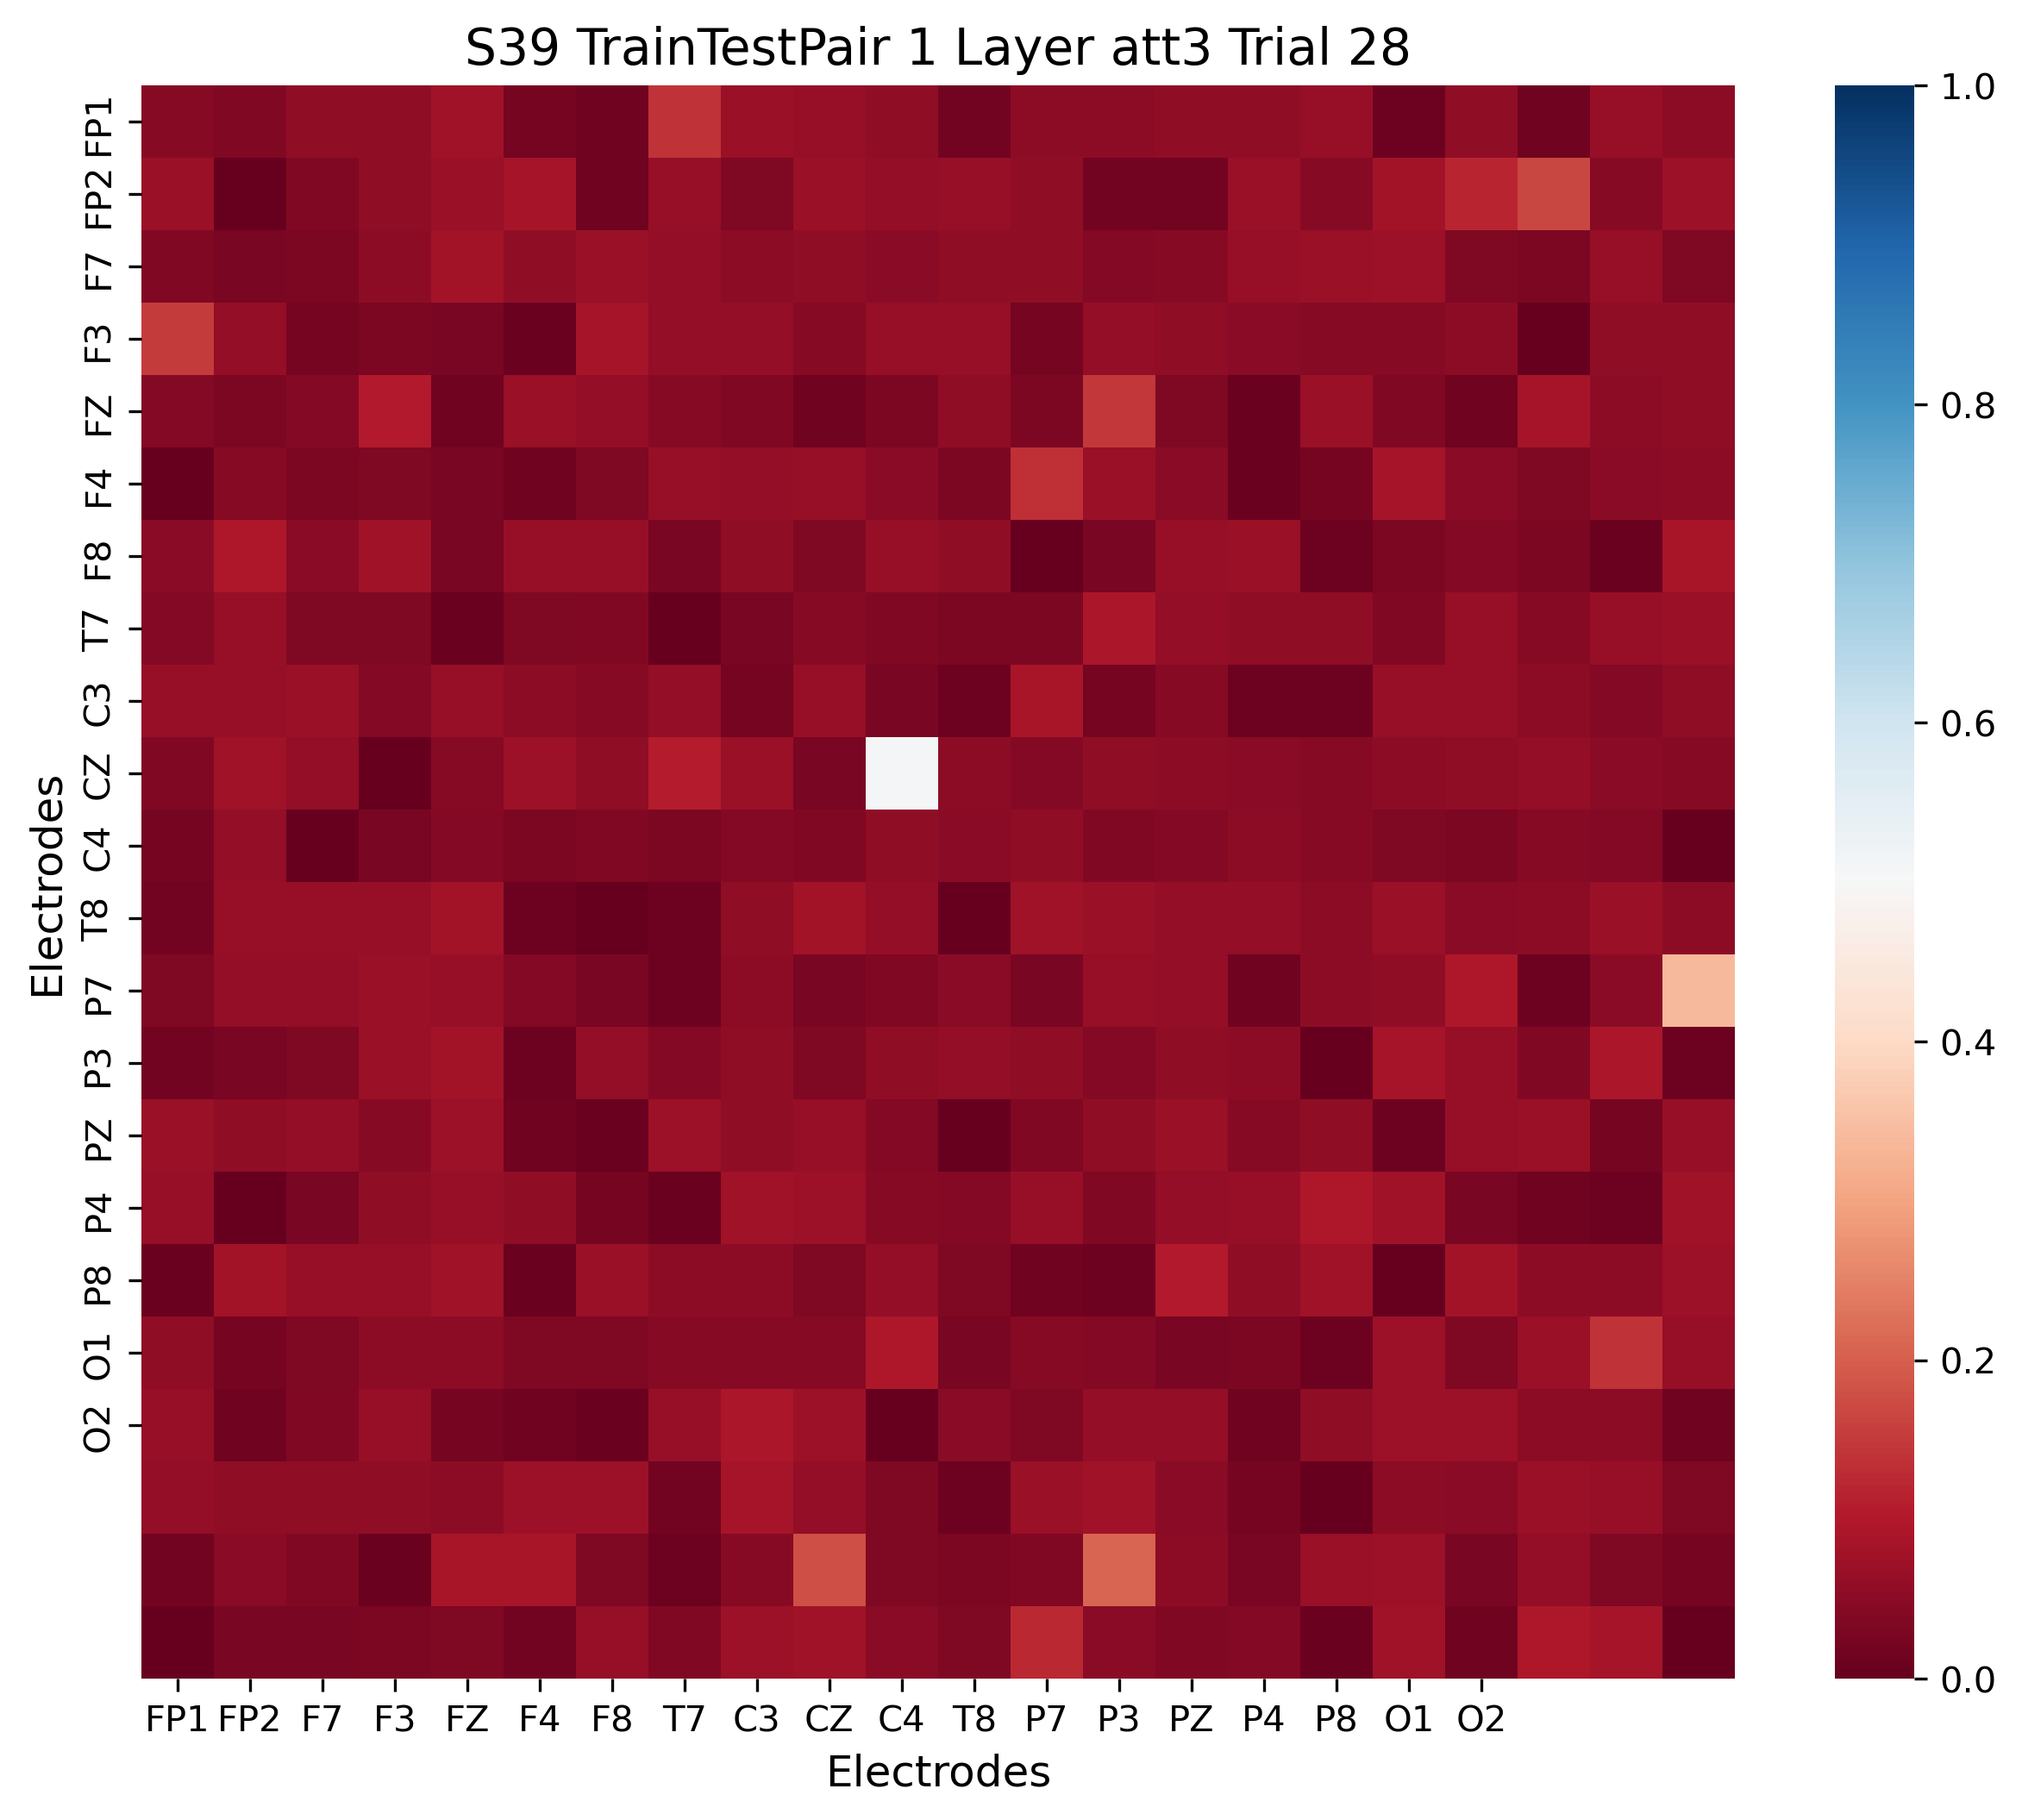 S39 TrainTestPair 1 Layer att3 Trial 28
Electrodes
FP1
FP2
F7
F3
FZ
F4
F8
T7
C3
CZ
C4
T8
P7
P3
PZ
P4
P8
O1
O2
FP1 FP2 F7 F3 FZ F4 F8 T7 C3 CZ C4 T8 P7 P3 PZ P4 P8 O1 O2
Electrodes
1.0
0.8
0.6
0.4
0.2
0.0